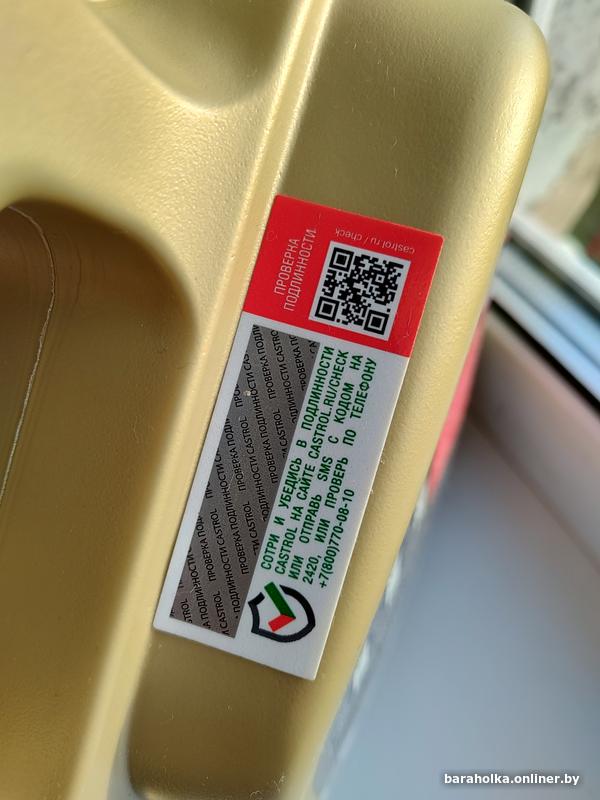 ПРОВЕРКА
ПОДЛИННОСТИ
castrol.ru/check
ПРОВЕРКА ПОДЛИННОСТИ CASTROL
СОТРИ И УБЕДИСЬ В ПОДЛИННОСТИ
CASTROL НА САЙТЕ CASTROL.RU/CHECK
ИЛИ ОТПРАВЬ SMS С КОДОМ НА
2420, ИЛИ ПРОВЕРЬ ПО ТЕЛЕФОНУ
+7(800)770-08-10
baraholka.onliner.by